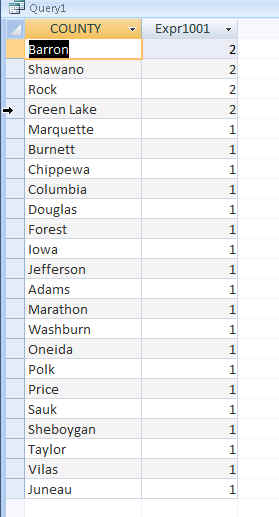 Query1
COUNTY Expr1001
Barron 2
Shawano 2
Rock 2
Green Lake 2
Marquette 1
Burnett 1
Chippewa 1
Columbia 1
Douglas 1
Forest 1
Iowa 1
Jefferson 1
Adams 1
Marathon 1
Washburn 1
Oneida 1
Polk 1
Price 1
Sauk 1
Sheboygan 1
Taylor 1
Vilas 1
Juneau 1